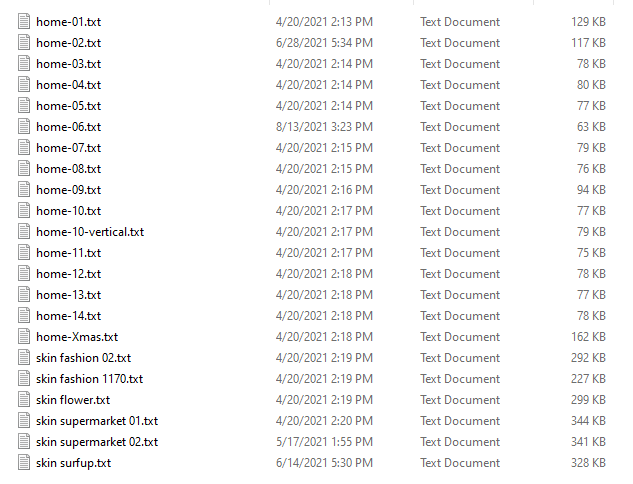 home-01.txt 4/20/2021 2:13 PM Text Document 129 KB
home-02.txt 6/28/2021 5:34 PM Text Document 117 KB
home-03.txt 4/20/2021 2:14 PM Text Document 78 KB
home-04.txt 4/20/2021 2:14 PM Text Document 80 KB
home-05.txt 4/20/2021 2:14 PM Text Document 77 KB
home-06.txt 8/13/2021 3:23 PM Text Document 63 KB
home-07.txt 4/20/2021 2:15 PM Text Document 79 KB
home-08.txt 4/20/2021 2:15 PM Text Document 76 KB
home-09.txt 4/20/2021 2:16 PM Text Document 94 KB
home-10.txt 4/20/2021 2:17 PM Text Document 77 KB
home-10-vertical.txt 4/20/2021 2:17 PM Text Document 79 KB
home-11.txt 4/20/2021 2:17 PM Text Document 75 KB
home-12.txt 4/20/2021 2:18 PM Text Document 78 KB
home-13.txt 4/20/2021 2:18 PM Text Document 77 KB
home-14.txt 4/20/2021 2:18 PM Text Document 78 KB
home-Xmas.txt 4/20/2021 2:18 PM Text Document 162 KB
skin fashion 02.txt 4/20/2021 2:19 PM Text Document 292 KB
skin fashion 1170.txt 4/20/2021 2:19 PM Text Document 227 KB
skin flower.txt 4/20/2021 2:19 PM Text Document 299 KB
skin supermarket 01.txt 4/20/2021 2:20 PM Text Document 344 KB
skin supermarket 02.txt 5/17/2021 1:55 PM Text Document 341 KB
skin surfup.txt 6/14/2021 5:30 PM Text Document 328 KB